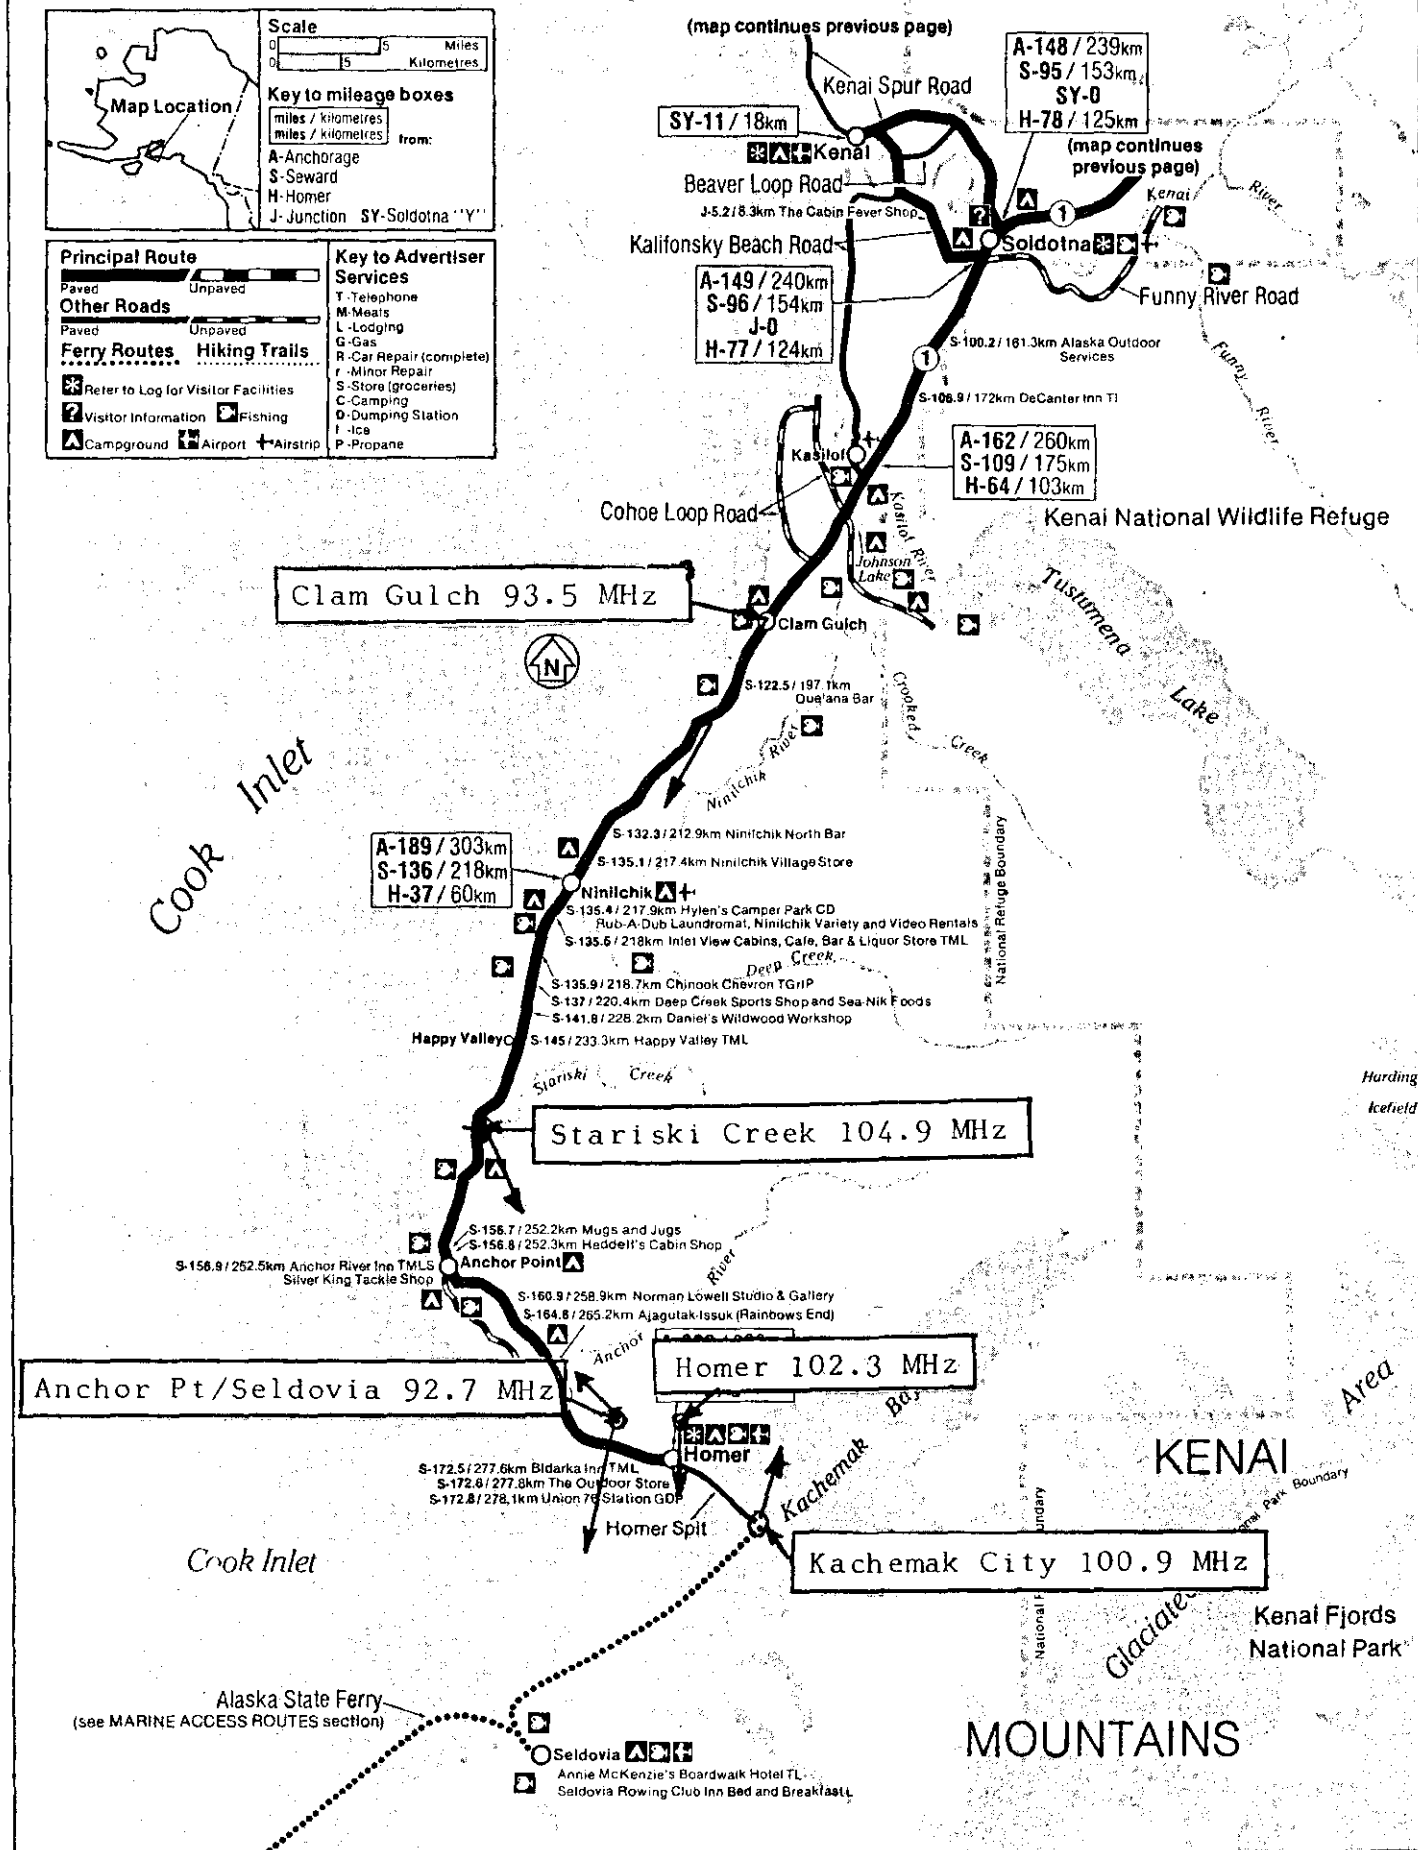 Scale
0 5 Miles
0 5 Kilometres
Key to mileage boxes
miles / kilometres
miles / kilometres from:
A-Anchorage
S-Seward
H-Homer
J-Junction SY-Soldotna "Y"
Map Location
Principal Route
Paved Unpaved
Other Roads
Paved Unpaved
Ferry Routes Hiking Trails
Refer to Log for Visitor Facilities
? Visitor Information Fishing
Campground Airport Airstrip
Key to Advertiser
Services
T-Telephone
M-Meals
L-Lodging
G-Gas
R-Car Repair (complete)
r-Minor Repair
S-Store (groceries)
C-Camping
D-Dumping Station
I-Ice
P-Propane
(map continues previous page)
Kenai Spur Road
A-148 / 239km
S-95 / 153km
SY-0
H-78 / 125km
SY-11 / 18km
Kenai
(map continues
previous page)
Beaver Loop Road
Kenai
River
J-5.2/8.3km The Cabin Fever Shop
?
1
Kalifonsky Beach Road
Soldotna
A-149 / 240km
S-96 / 154km
J-0
H-77 / 124km
Funny River Road
1
S-100.2 / 161.3km Alaska Outdoor
Services
Funny
River
S-106.9 / 172km DeCanter Inn Tl
A-162 / 260km
S-109 / 175km
H-64 / 103km
Kasilof
Cohoe Loop Road
Kasilof River
Kenai National Wildlife Refuge
Johnson
Lake
Tustumena
Lake
Clam Gulch 93.5 MHz
Clam Gulch
N
S-122.5 / 197.1km
Que'ana Bar
Crooked
Creek
Ninilchik River
Cook Inlet
S-132.3 / 212.9km Ninilchik North Bar
A-189 / 303km
S-136 / 218km
H-37 / 60km
S-135.1 / 217.4km Ninilchik Village Store
Ninilchik
S-135.4 / 217.9km Hylen's Camper Park CD
Rub-A-Dub Laundromat, Ninilchik Variety and Video Rentals
S-135.6 / 218km Inlet View Cabins, Cafe, Bar & Liquor Store TML
National Refuge Boundary
Deep Creek
S-135.9 / 218.7km Chinook Chevron TGrIP
S-137 / 220.4km Deep Creek Sports Shop and Sea-Nik Foods
S-141.8 / 228.2km Daniel's Wildwood Workshop
Happy Valley
S-145 / 233.3km Happy Valley TML
Stariski Creek
Harding
Icefield
Stariski Creek 104.9 MHz
S-156.7 / 252.2km Mugs and Jugs
S-156.8 / 252.3km Heddell's Cabin Shop
S-156.9 / 252.5km Anchor River Inn TMLS
Silver King Tackle Shop
Anchor Point
S-160.9 / 258.9km Norman Lowell Studio & Gallery
S-164.8 / 265.2km Ajagutak-Issuk (Rainbows End)
Anchor
River
Homer 102.3 MHz
Anchor Pt/Seldovia 92.7 MHz
Homer
S-172.5 / 277.6km Bidarka Inn TML
S-172.6 / 277.8km The Outdoor Store
S-172.8 / 278.1km Union 76 Station GDP
Homer Spit
Kachemak
Area
KENAI
Park Boundary
Kachemak City 100.9 MHz
Cook Inlet
Glaciated
Kenai Fjords
National Park
Alaska State Ferry
(see MARINE ACCESS ROUTES section)
MOUNTAINS
Seldovia
Annie McKenzie's Boardwalk Hotel TL
Seldovia Rowing Club Inn Bed and Breakfast L